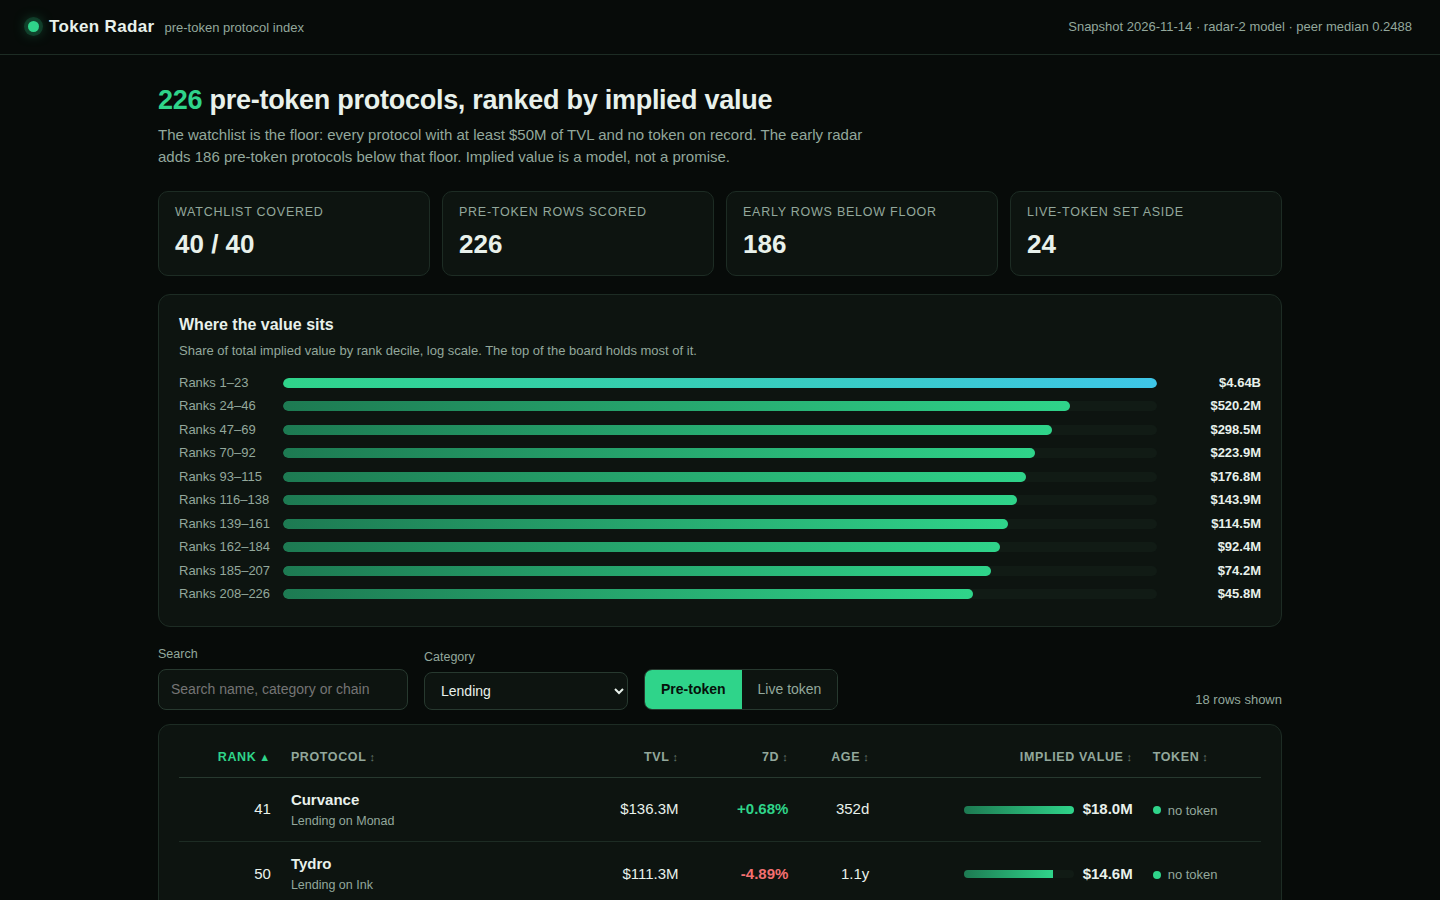 Token Radar pre-token protocol index
Snapshot 2026-11-14 · radar-2 model · peer median 0.2488
226 pre-token protocols, ranked by implied value
The watchlist is the floor: every protocol with at least $50M of TVL and no token on record. The early radar
adds 186 pre-token protocols below that floor. Implied value is a model, not a promise.
WATCHLIST COVERED
40 / 40
PRE-TOKEN ROWS SCORED
226
EARLY ROWS BELOW FLOOR
186
LIVE-TOKEN SET ASIDE
24
Where the value sits
Share of total implied value by rank decile, log scale. The top of the board holds most of it.
Ranks 1–23 $4.64B
Ranks 24–46 $520.2M
Ranks 47–69 $298.5M
Ranks 70–92 $223.9M
Ranks 93–115 $176.8M
Ranks 116–138 $143.9M
Ranks 139–161 $114.5M
Ranks 162–184 $92.4M
Ranks 185–207 $74.2M
Ranks 208–226 $45.8M
Search
Search name, category or chain
Category
Lending
Pre-token Live token
18 rows shown
RANK ▲ PROTOCOL ↕ TVL ↕ 7D ↕ AGE ↕ IMPLIED VALUE ↕ TOKEN ↕
41 Curvance $136.3M +0.68% 352d $18.0M no token
Lending on Monad
50 Tydro $111.3M -4.89% 1.1y $14.6M no token
Lending on Ink